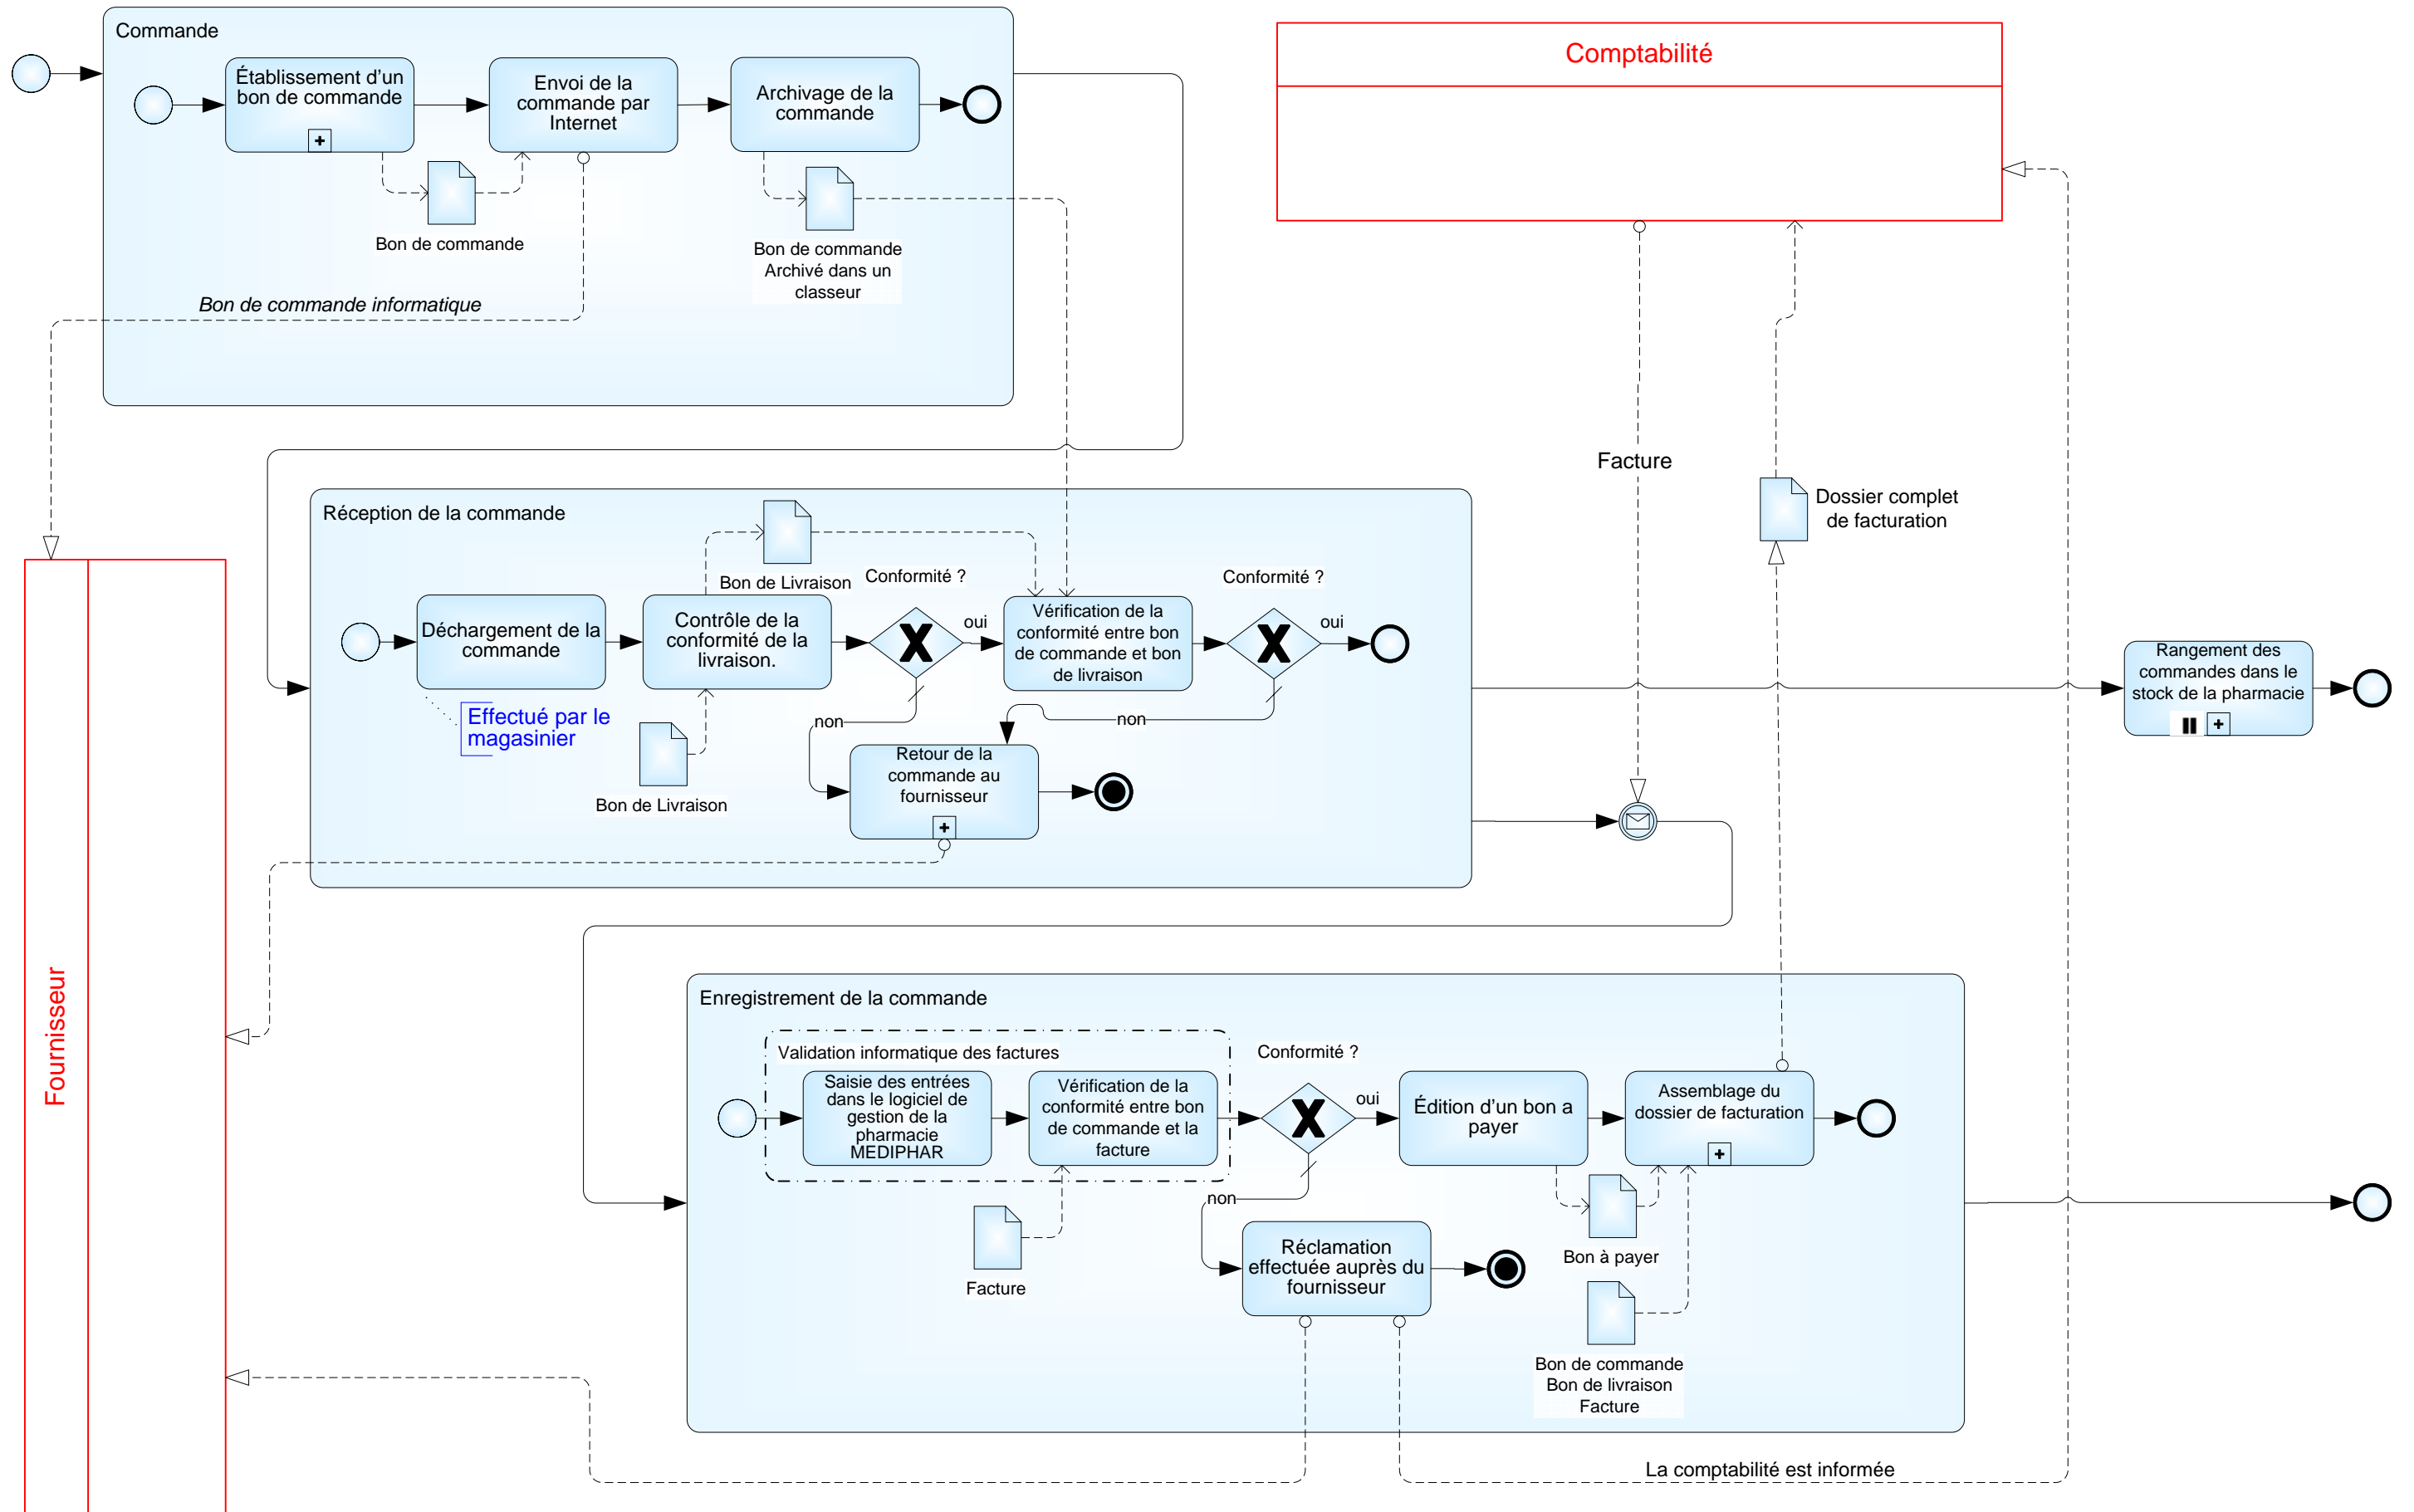 Commande
Établissement d’un
bon de commande
Envoi de la
commande par
Internet
Archivage de la
commande
Bon de commande
Bon de commande
Archivé dans un
classeur
Bon de commande informatique
Comptabilité
Facture
Dossier complet
de facturation
Réception de la commande
Bon de Livraison
Conformité ?
Conformité ?
Déchargement de la
commande
Contrôle de la
conformité de la
livraison.
oui
Vérification de la
conformité entre bon
de commande et bon
de livraison
oui
Effectué par le
magasinier
non
non
Bon de Livraison
Retour de la
commande au
fournisseur
Rangement des
commandes dans le
stock de la pharmacie
Fournisseur
Enregistrement de la commande
Validation informatique des factures
Conformité ?
Saisie des entrées
dans le logiciel de
gestion de la
pharmacie
MEDIPHAR
Vérification de la
conformité entre bon
de commande et la
facture
oui
Édition d’un bon a
payer
Assemblage du
dossier de facturation
non
Facture
Réclamation
effectuée auprès du
fournisseur
Bon à payer
Bon de commande
Bon de livraison
Facture
La comptabilité est informée